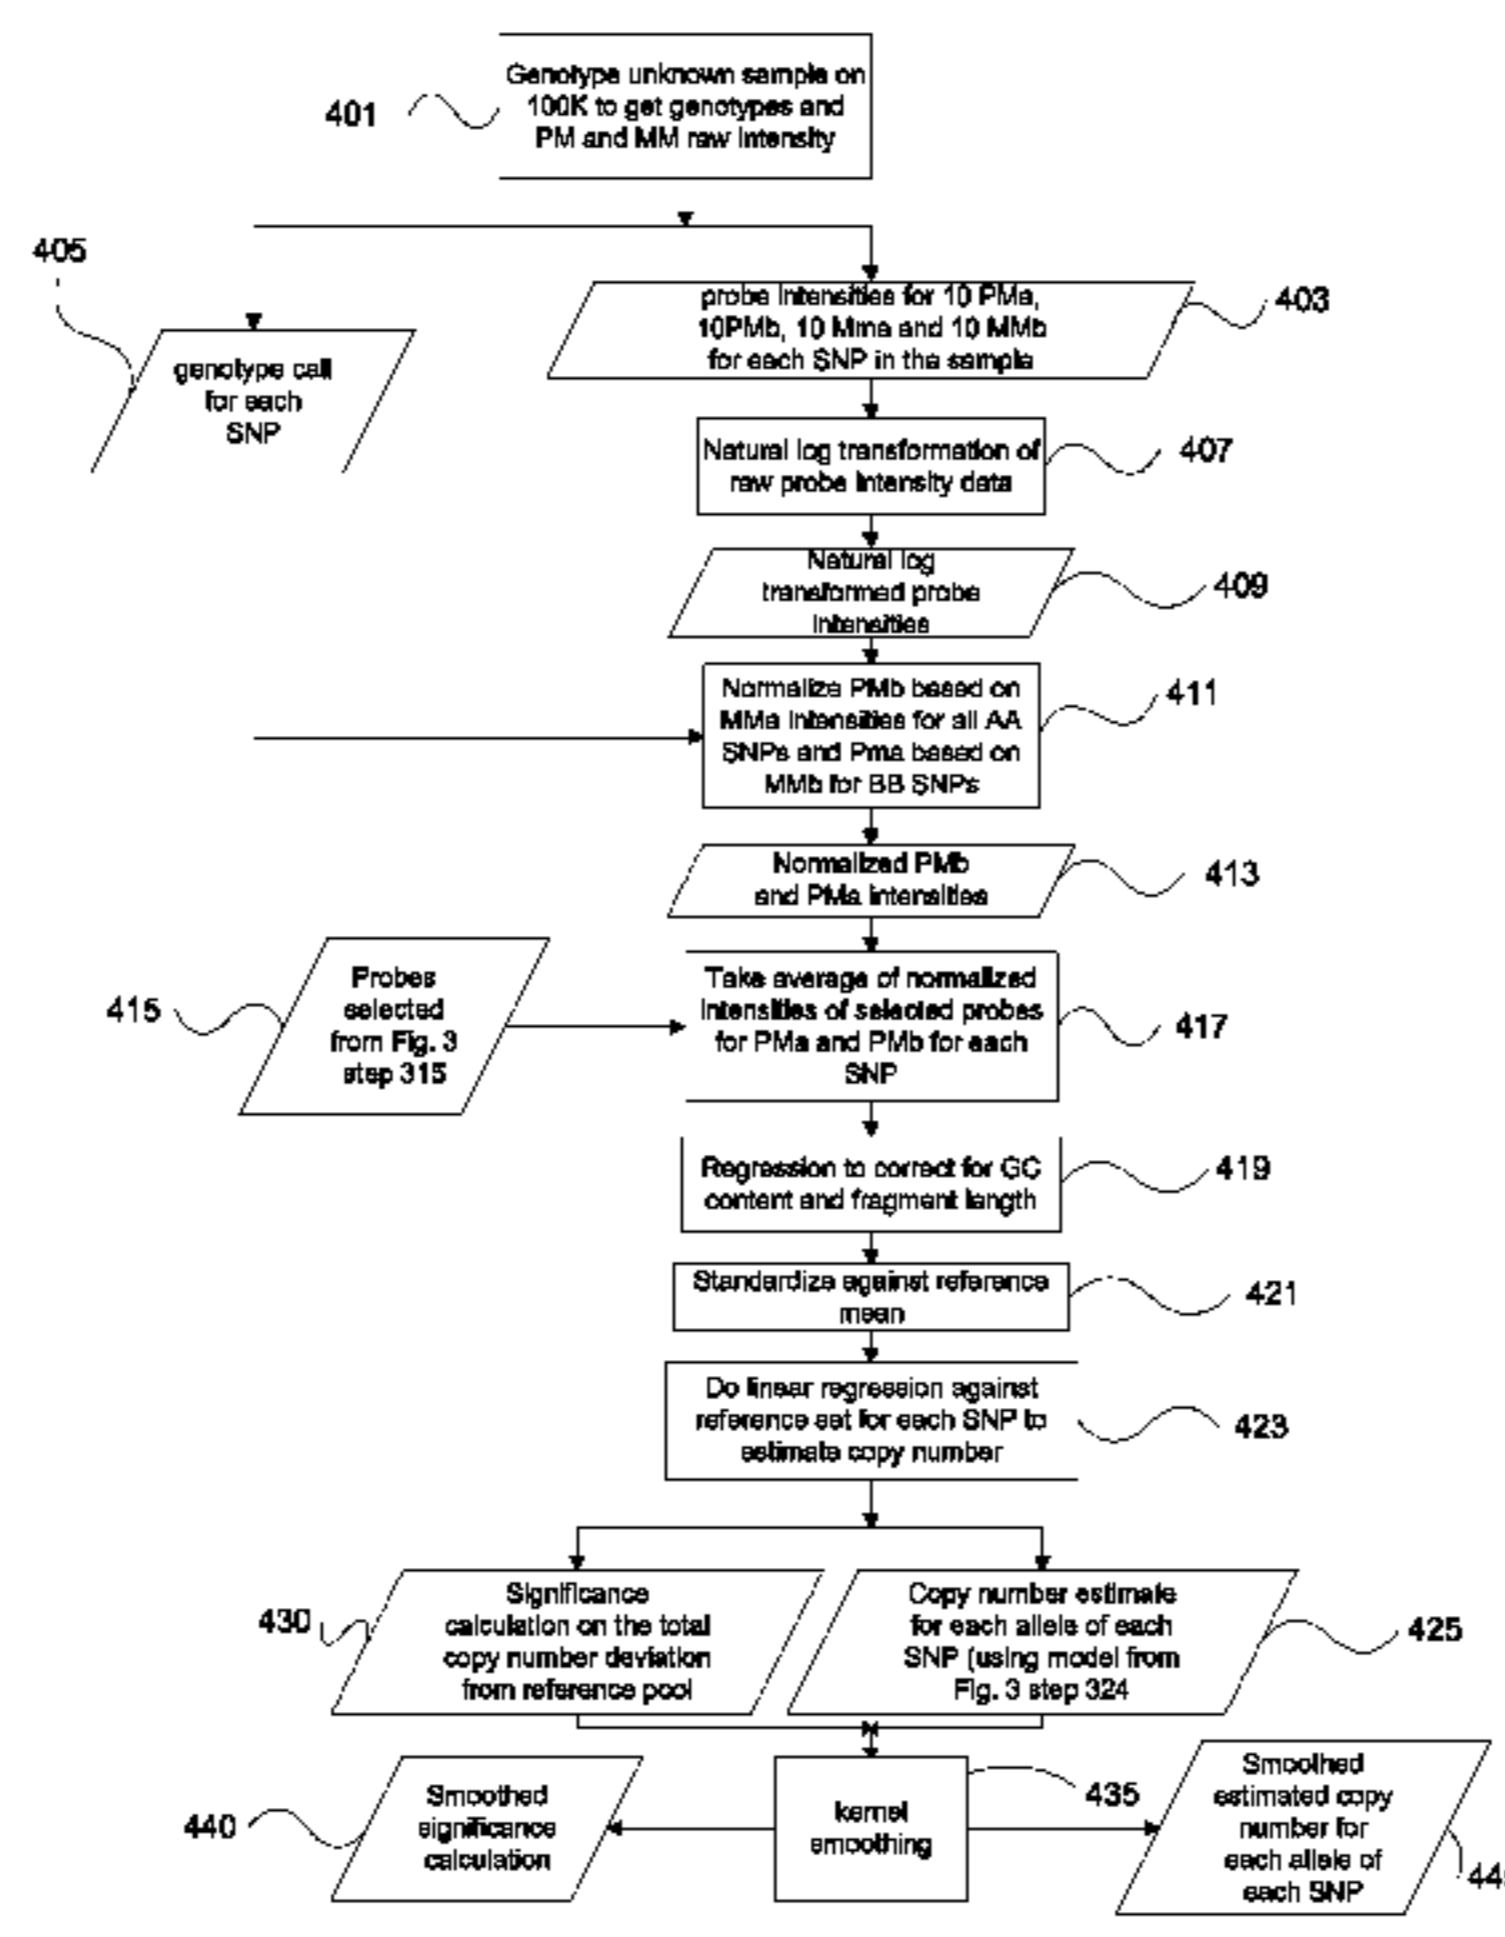 Genotype unknown sample on
100K to get genotypes and
PM and MM raw intensity
401
405
genotype call
for each
SNP
probe intensities for 10 PMa,
10PMb, 10 Mma and 10 MMb
for each SNP in the sample
403
Natural log transformation of
raw probe intensity data
407
Natural log
transformed probe
intensities
409
Normalize PMb based on
MMa intensities for all AA
SNPs and Pma based on
MMb for BB SNPs
411
Normalized PMb
and PMa intensities
413
Probes
selected
from Fig. 3
step 315
415
Take average of normalized
intensities of selected probes
for PMa and PMb for each
SNP
417
Regression to correct for GC
content and fragment length
419
Standardize against reference
mean
421
Do linear regression against
reference set for each SNP to
estimate copy number
423
Significance
calculation on the total
copy number deviation
from reference pool
430
Copy number estimate
for each allele of each
SNP (using model from
Fig. 3 step 324
425
Smoothed
significance
calculation
440
kernel
smoothing
435
Smoothed
estimated copy
number for
each allele of
each SNP